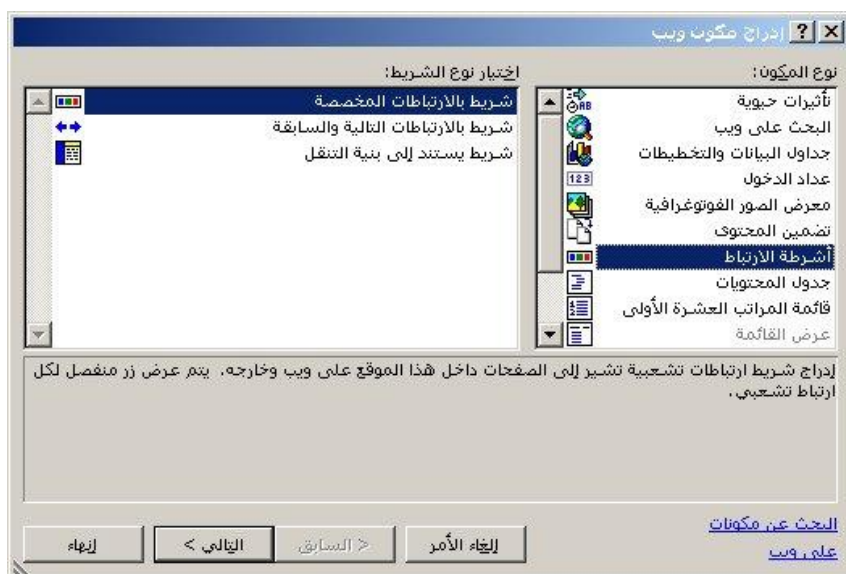 إدراج مكون ويب
نوع المكون:
تأثيرات حيوية
البحث على ويب
جداول البيانات والتخطيطات
عداد الدخول
معرض الصور الفوتوغرافية
تضمين المحتوى
أشرطة الارتباط
جدول المحتويات
قائمة المراتب العشرة الأولى
عرض القائمة
اختيار نوع الشريط:
شريط بالارتباطات المخصصة
شريط بالارتباطات التالية والسابقة
شريط يستند إلى بنية التنقل
إدراج شريط ارتباطات تشعبية تشير إلى الصفحات داخل هذا الموقع على ويب وخارجه. يتم عرض زر منفصل لكل
ارتباط تشعبي.
البحث عن مكونات
على ويب
إلغاء الأمر
< السابق
التالي >
إنهاء